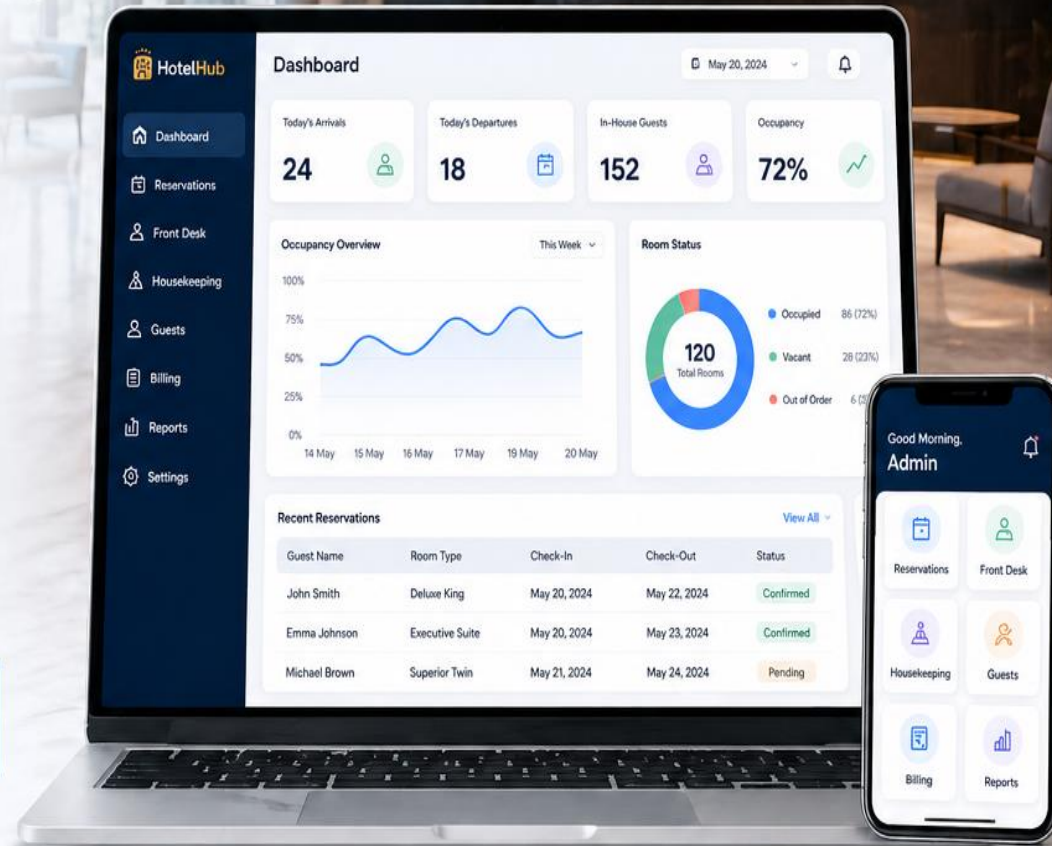 HotelHub
Dashboard
May 20, 2024
Dashboard
Reservations
Front Desk
Housekeeping
Guests
Billing
Reports
Settings
Today's Arrivals
24
Today's Departures
18
In-House Guests
152
Occupancy
72%
Occupancy Overview
This Week
100%
75%
50%
25%
0%
14 May 15 May 16 May 17 May 19 May 20 May
Room Status
120
Total Rooms
Occupied 86 (72%)
Vacant 28 (23%)
Out of Order 6
Recent Reservations
View All
Guest Name Room Type Check-In Check-Out Status
John Smith Deluxe King May 20, 2024 May 22, 2024 Confirmed
Emma Johnson Executive Suite May 20, 2024 May 23, 2024 Confirmed
Michael Brown Superior Twin May 21, 2024 May 24, 2024 Pending
Good Morning,
Admin
Reservations
Front Desk
Housekeeping
Guests
Billing
Reports